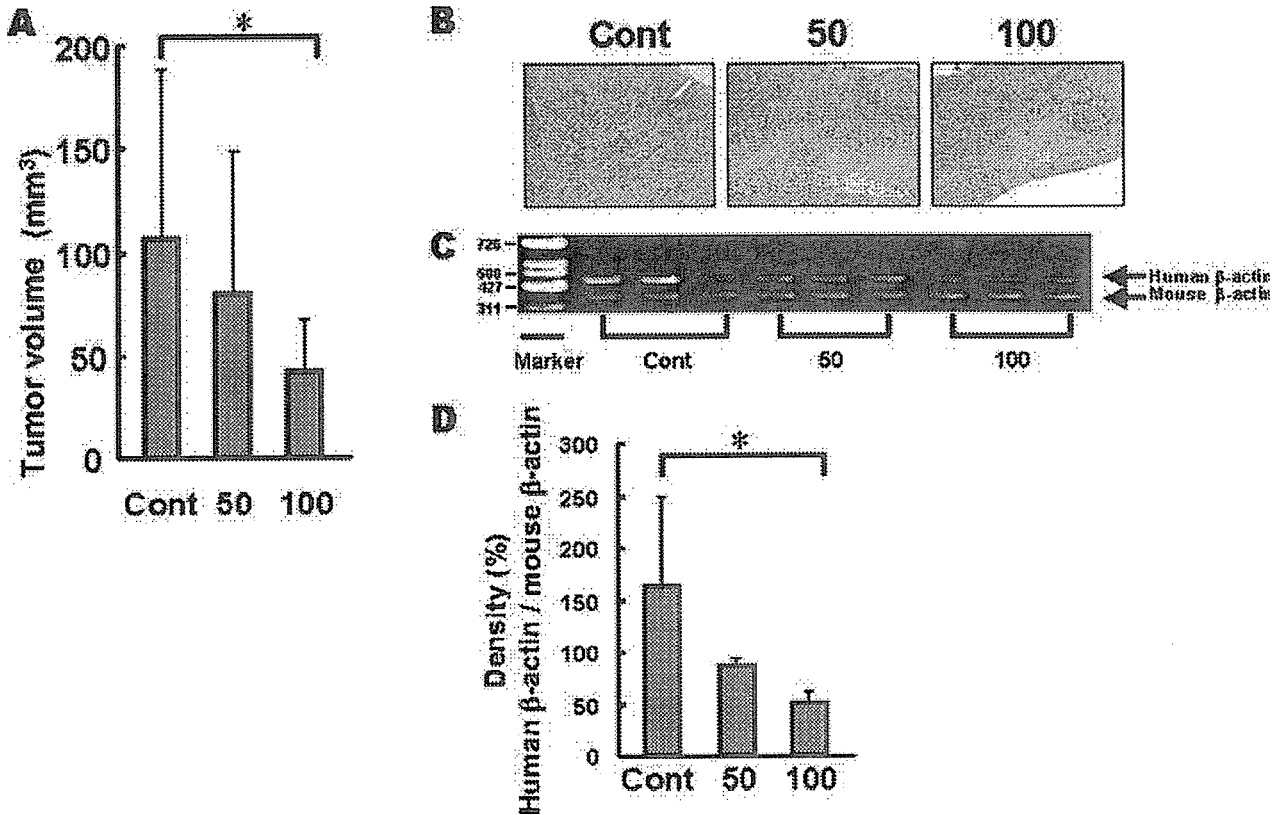 A
*
200
150
100
50
0
Tumor volume (mm³)
Cont 50 100
B
Cont 50 100
C
726
500
427
311
Human β-actin
Mouse β-actin
Marker Cont 50 100
D
*
300
250
200
150
100
50
0
Density (%)
Human β-actin / mouse β-actin
Cont 50 100